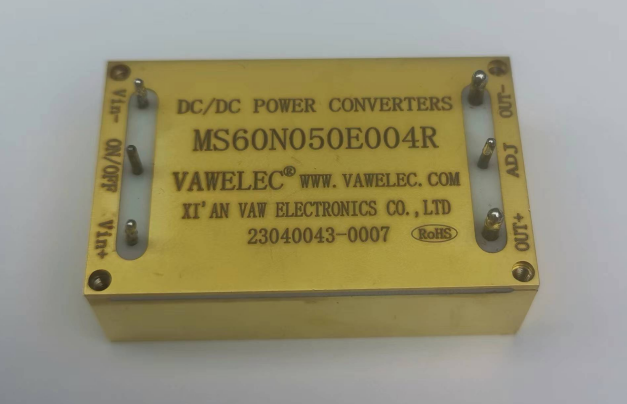 Vin-
ON/OFF
Vin+
DC/DC POWER CONVERTERS
MS60N050E004R
VAWELEC® WWW.VAWELEC.COM
XI'AN VAW ELECTRONICS CO.,LTD
23040043-0007 RoHS
OUT-
ADJ
OUT+